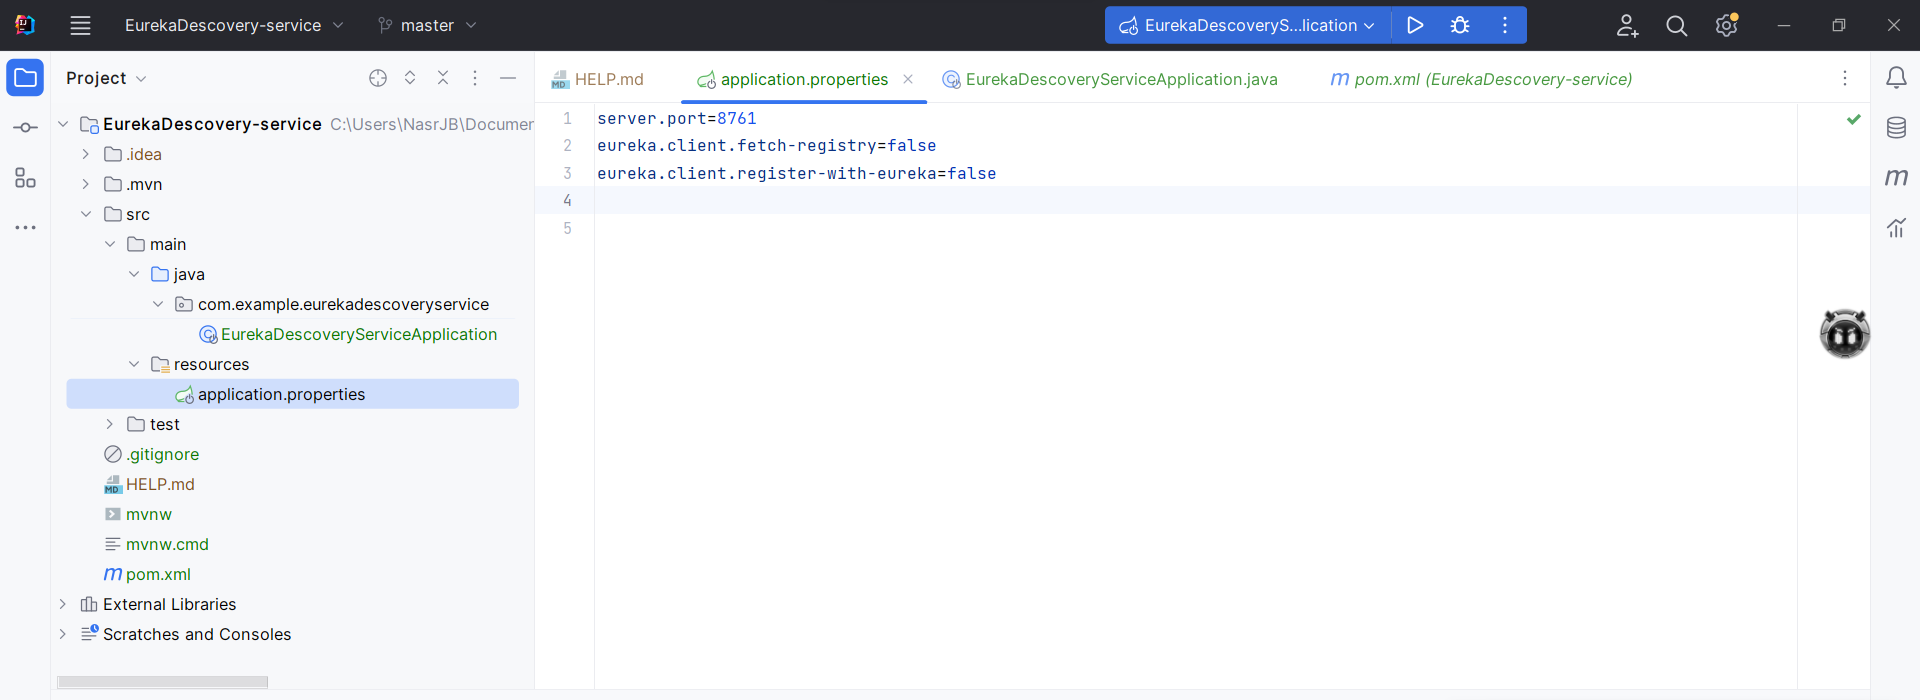 EurekaDescovery-service master EurekaDescoveryS...lication
Project
HELP.md application.properties EurekaDescoveryServiceApplication.java m pom.xml (EurekaDescovery-service)
EurekaDescovery-service C:\Users\NasrJB\Documer
.idea
.mvn
src
main
java
com.example.eurekadescoveryservice
EurekaDescoveryServiceApplication
resources
application.properties
test
.gitignore
HELP.md
mvnw
mvnw.cmd
m pom.xml
External Libraries
Scratches and Consoles
1 server.port=8761
2 eureka.client.fetch-registry=false
3 eureka.client.register-with-eureka=false
4
5
m